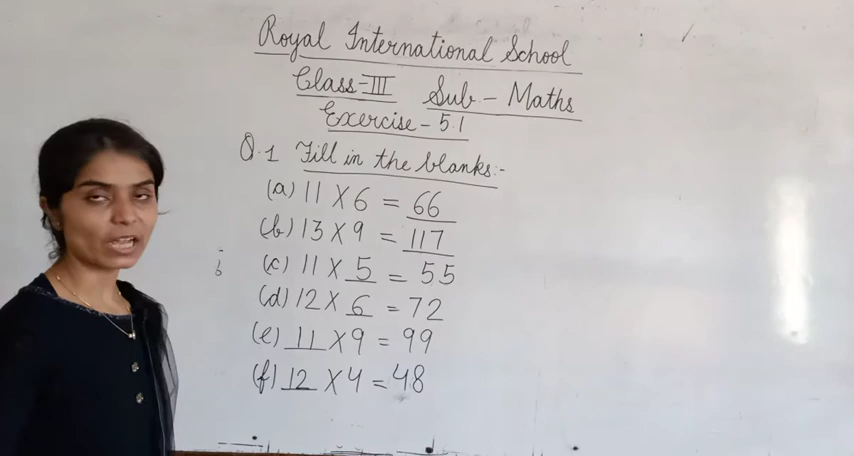 Royal International School
Class-III Sub.- Maths
Exercise-5.1
Q.1 Fill in the blanks:-
(a) 11 X 6 = 66
(b) 13 X 9 = 117
(c) 11 X 5 = 55
(d) 12 X 6 = 72
(e) 11 X 9 = 99
(f) 12 X 4 = 48